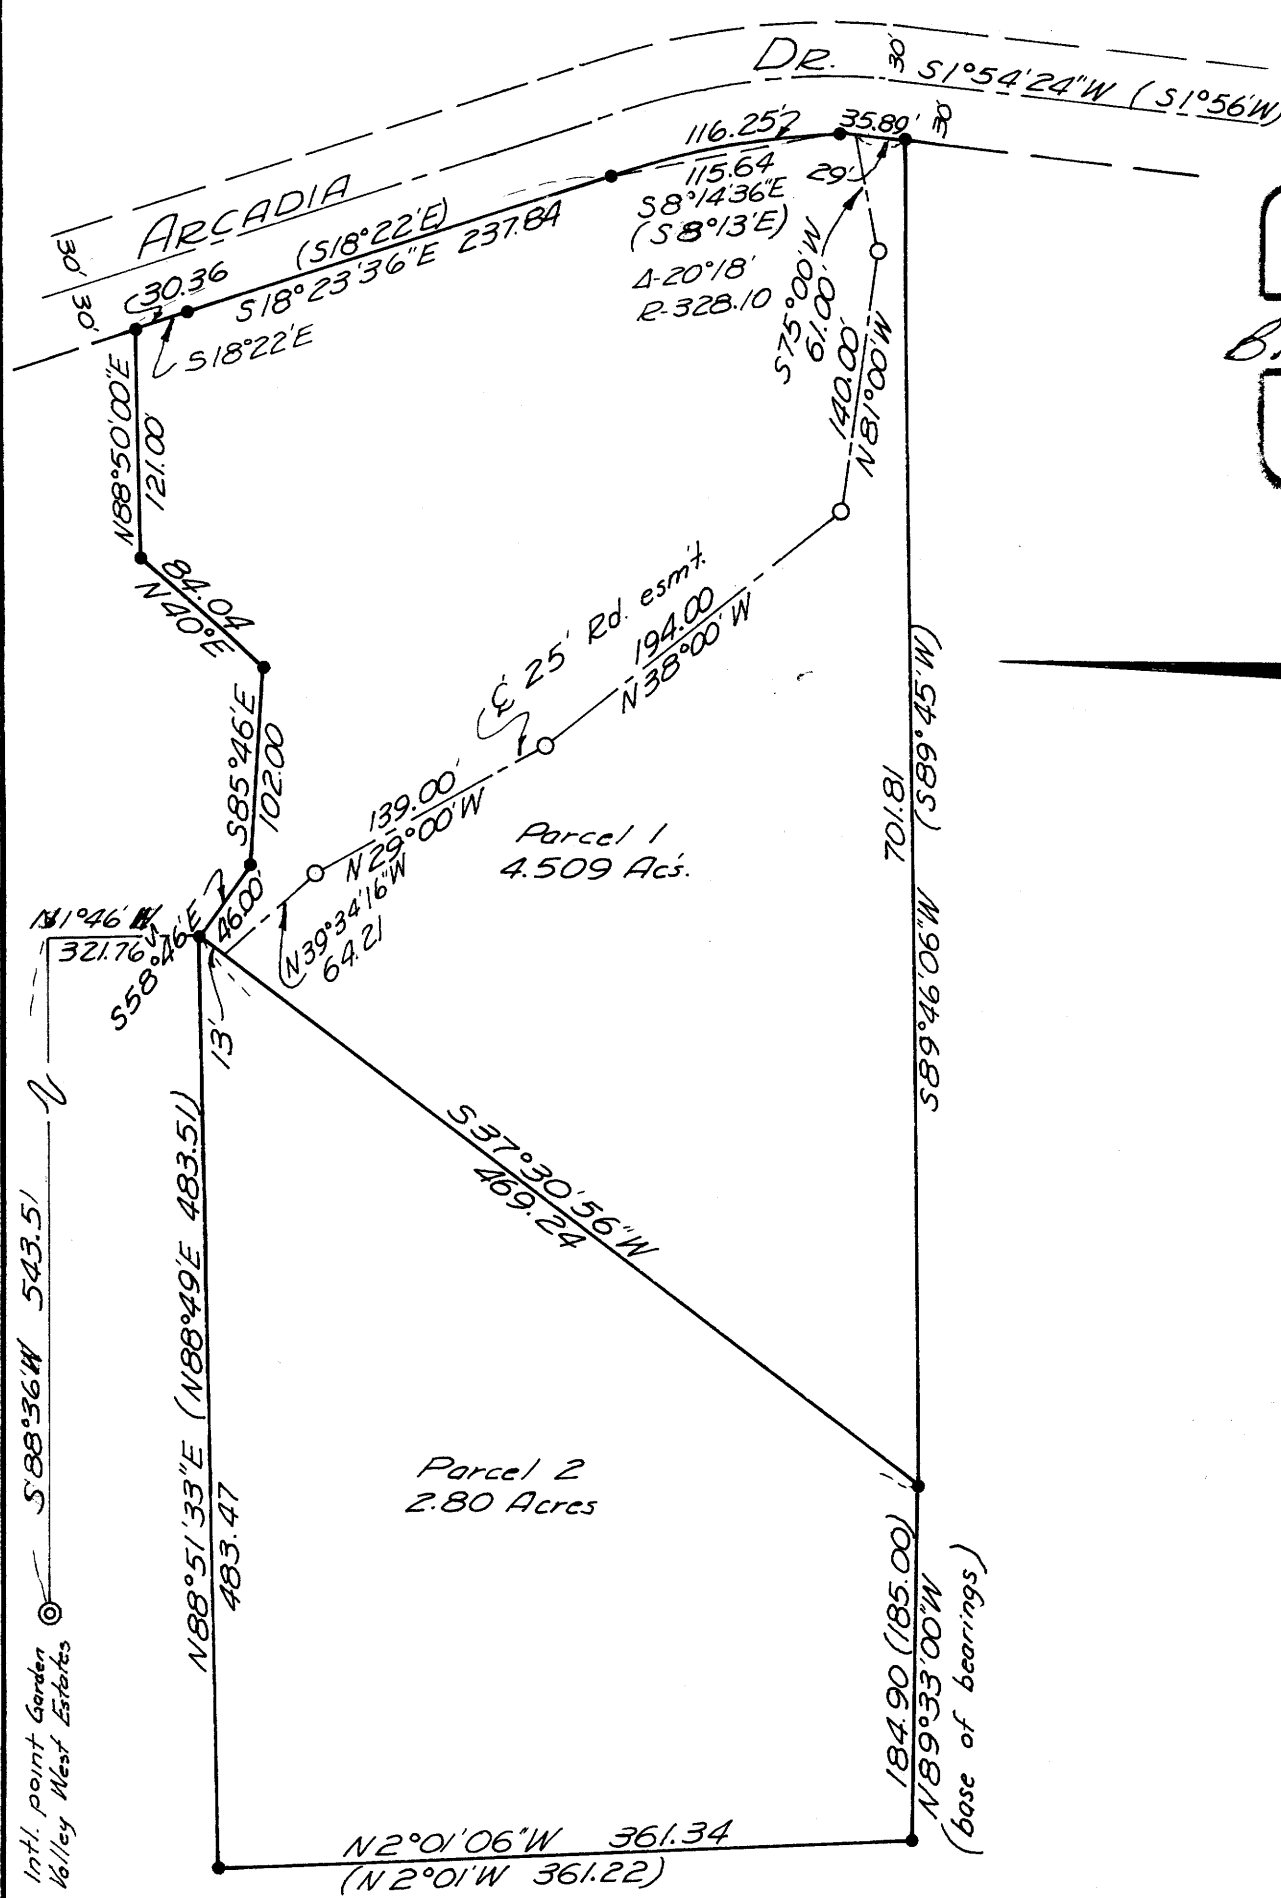 DR.
30'
S1°54'24"W (S1°56'W)
30'
ARCADIA
30'
30'
116.25'
35.89'
115.64
29'
S8°14'36"E
(S8°13'E)
Δ-20°18'
R-328.10
(S18°22'E)
S18°23'36"E 237.84
30.36
S18°22'E
S75°00'W
61.00'
140.00'
N81°00'W
N88°50'00"E
121.00'
84.04
N40°E
S85°46'E
102.00
S58°46'E
46.00'
℄ 25' Rd. esm't.
194.00
N38°00'W
139.00'
N29°00'W
N39°34'16"W
64.21
Parcel 1
4.509 Acs.
701.81
(S89°45'W)
S89°46'06"W
N1°46'W
321.76
13'
S37°30'56"W
469.24
S88°36'W 543.51
N88°51'33"E (N88°49'E 483.51)
483.47
Parcel 2
2.80 Acres
184.90 (185.00)
N89°33'00"W
(base of bearings)
N2°01'06"W 361.34
(N2°01'W 361.22)
Intl. point Garden
Valley West Estates